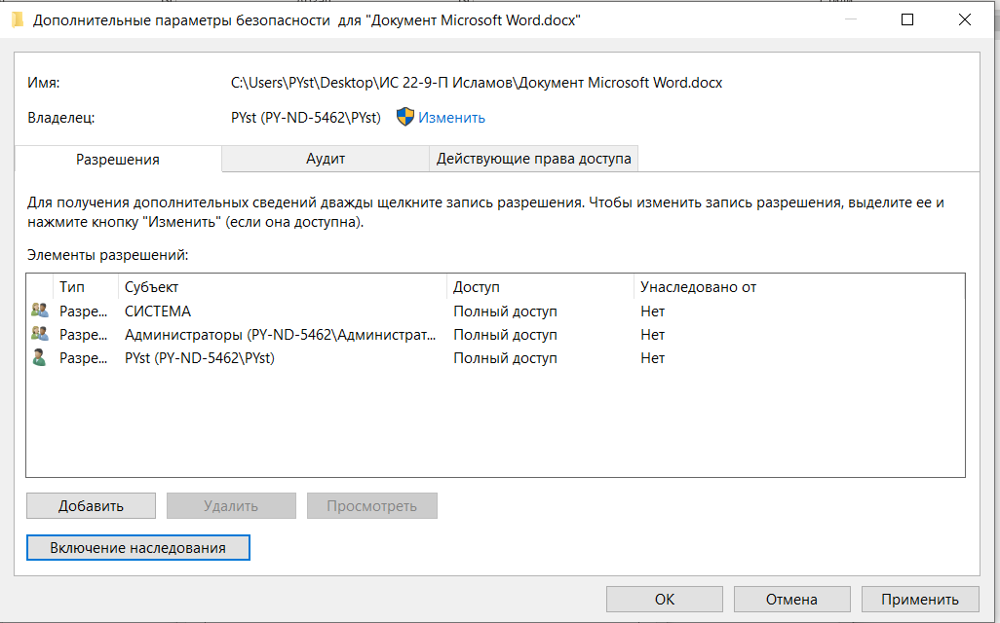 Дополнительные параметры безопасности для "Документ Microsoft Word.docx"
Имя: C:\Users\PYst\Desktop\ИС 22-9-П Исламов\Документ Microsoft Word.docx
Владелец: PYst (PY-ND-5462\PYst) Изменить
Разрешения Аудит Действующие права доступа
Для получения дополнительных сведений дважды щелкните запись разрешения. Чтобы изменить запись разрешения, выделите ее и
нажмите кнопку "Изменить" (если она доступна).
Элементы разрешений:
Тип Субъект Доступ Унаследовано от
Разре... СИСТЕМА Полный доступ Нет
Разре... Администраторы (PY-ND-5462\Администрат... Полный доступ Нет
Разре... PYst (PY-ND-5462\PYst) Полный доступ Нет
Добавить Удалить Просмотреть
Включение наследования
ОК Отмена Применить